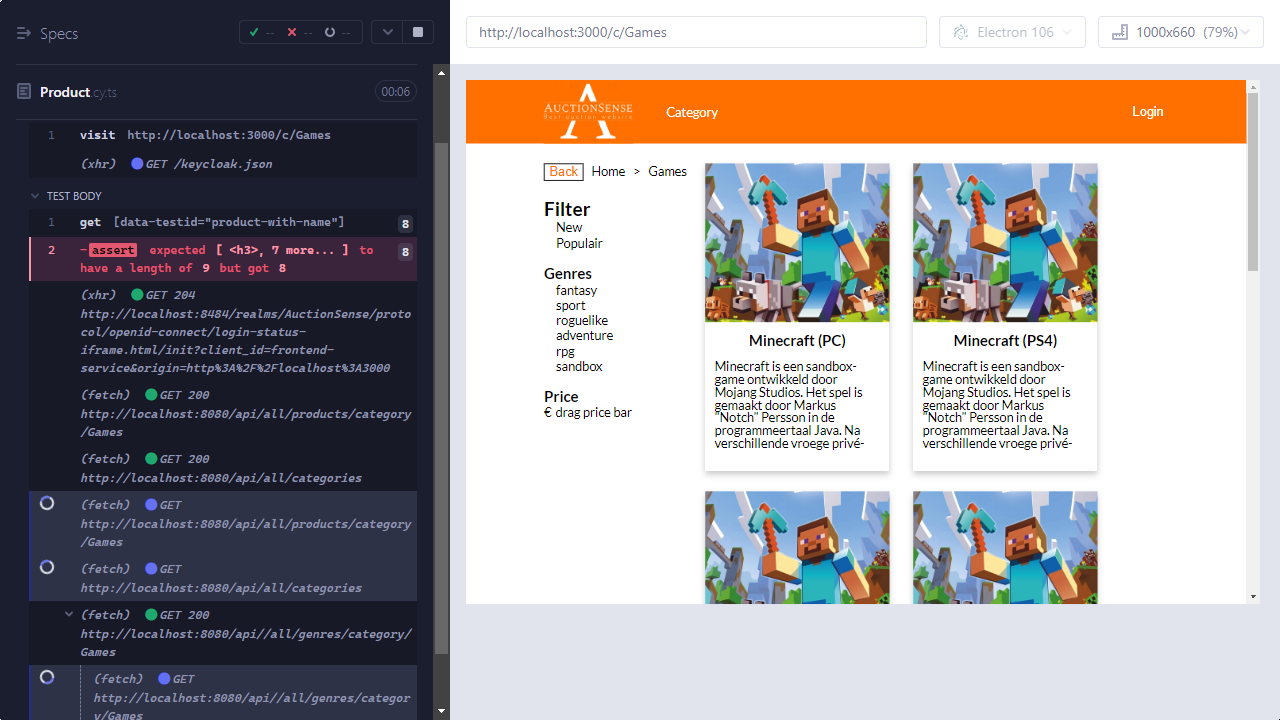 Specs
-- -- --
Product.cy.ts
00:06
1 visit http://localhost:3000/c/Games
(xhr) GET /keycloak.json
TEST BODY
1 get [data-testid="product-with-name"] 8
2 -assert expected [ <h3>, 7 more... ] to 8
have a length of 9 but got 8
(xhr) GET 204
http://localhost:8484/realms/AuctionSense/proto
col/openid-connect/login-status-
iframe.html/init?client_id=frontend-
service&origin=http%3A%2F%2Flocalhost%3A3000
(fetch) GET 200
http://localhost:8080/api/all/products/category
/Games
(fetch) GET 200
http://localhost:8080/api/all/categories
(fetch) GET
http://localhost:8080/api/all/products/category
/Games
(fetch) GET
http://localhost:8080/api/all/categories
(fetch) GET 200
http://localhost:8080/api//all/genres/category/
Games
(fetch) GET
http://localhost:8080/api//all/genres/categor
y/Games
http://localhost:3000/c/Games
Electron 106
1000x660 (79%)
AUCTIONSENSE
Best auction website
Category
Login
Back Home > Games
Filter
New
Populair
Genres
fantasy
sport
roguelike
adventure
rpg
sandbox
Price
€ drag price bar
Minecraft (PC)
Minecraft is een sandbox-
game ontwikkeld door
Mojang Studios. Het spel is
gemaakt door Markus
"Notch" Persson in de
programmeertaal Java. Na
verschillende vroege privé-
Minecraft (PS4)
Minecraft is een sandbox-
game ontwikkeld door
Mojang Studios. Het spel is
gemaakt door Markus
"Notch" Persson in de
programmeertaal Java. Na
verschillende vroege privé-